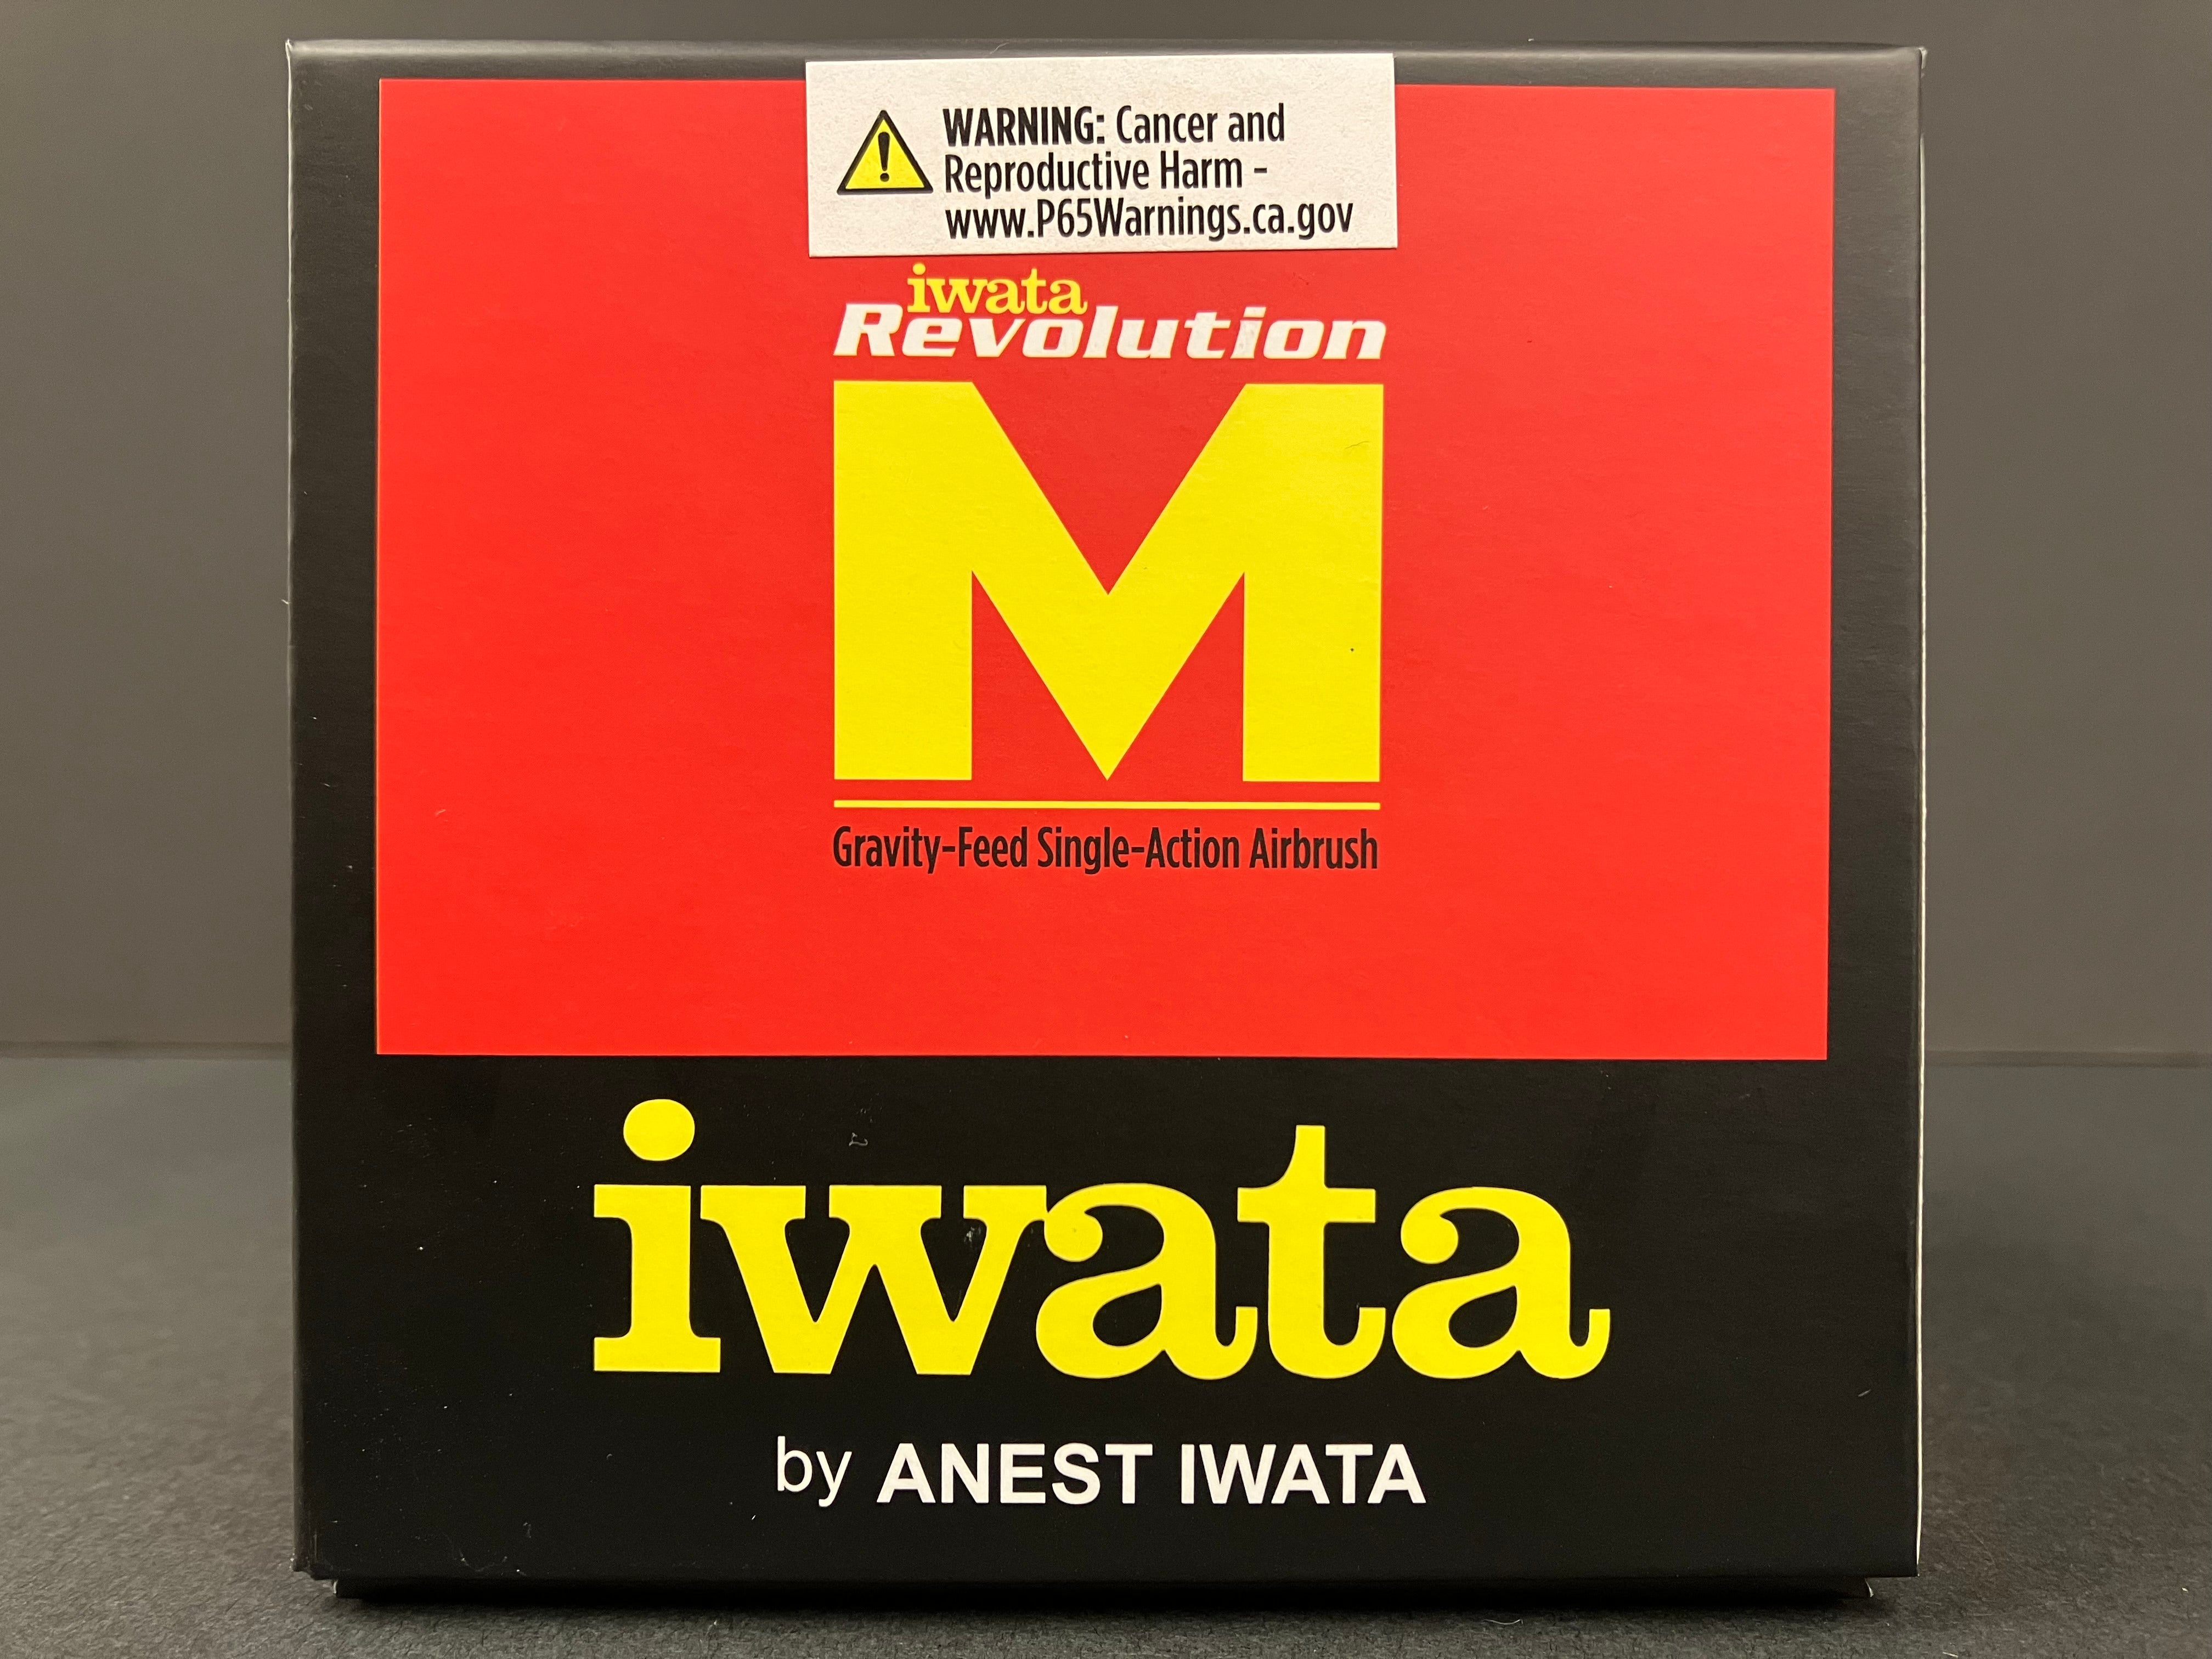 WARNING: Cancer and
Reproductive Harm -
www.P65Warnings.ca.gov
iwata
Revolution
M
Gravity-Feed Single-Action Airbrush
iwata
by ANEST IWATA